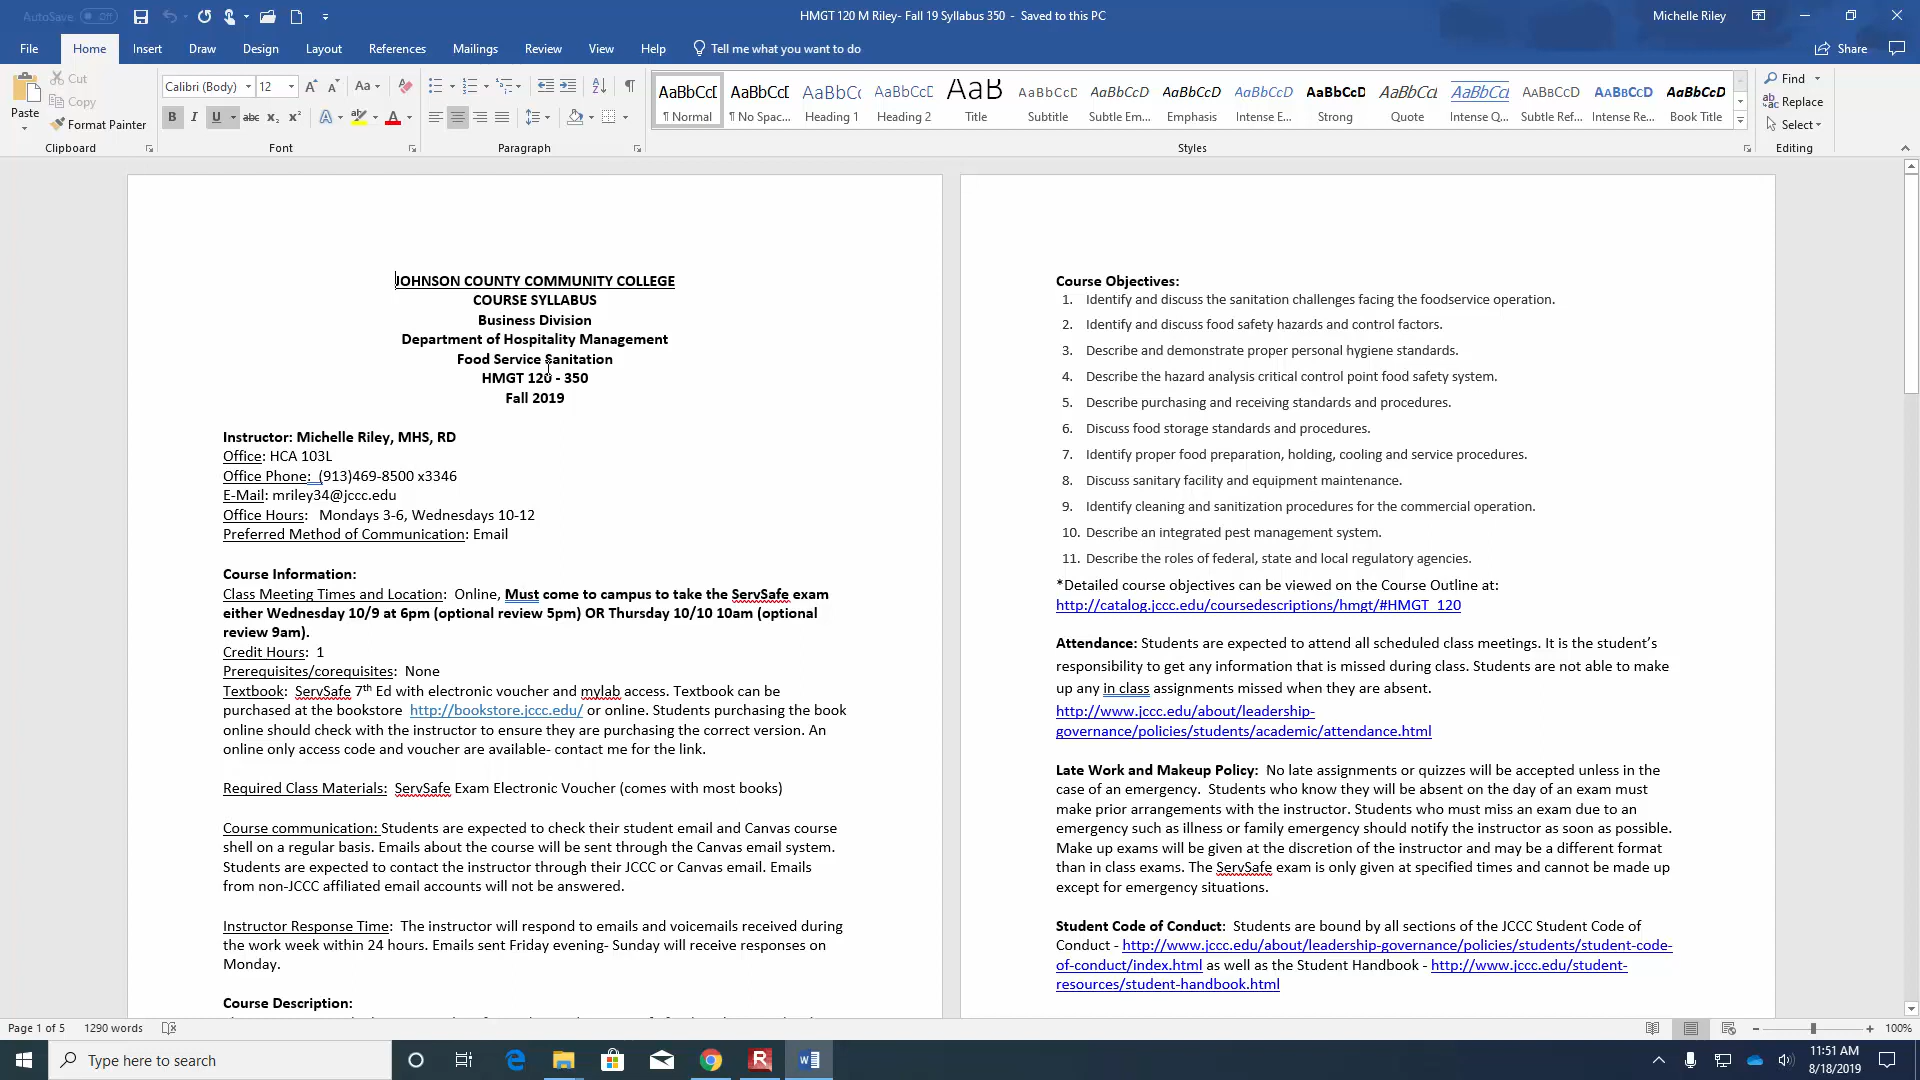 AutoSave Off
HMGT 120 M Riley- Fall 19 Syllabus 350 - Saved to this PC
Michelle Riley
File Home Insert Draw Design Layout References Mailings Review View Help Tell me what you want to do Share
Paste
Cut
Copy
Format Painter
Clipboard
Calibri (Body) 12
Font
Paragraph
AaBbCcDd AaBbCcDd AaBbCc AaBbCcD AaB AaBbCcD AaBbCcD AaBbCcD AaBbCcD AaBbCcD AaBbCcD AaBbCcD AaBbCcD AaBbCcD AaBbCcD
¶ Normal ¶ No Spac... Heading 1 Heading 2 Title Subtitle Subtle Em... Emphasis Intense E... Strong Quote Intense Q... Subtle Ref... Intense Re... Book Title
Styles
Find
Replace
Select
Editing
JOHNSON COUNTY COMMUNITY COLLEGE
COURSE SYLLABUS
Business Division
Department of Hospitality Management
Food Service Sanitation
HMGT 120 - 350
Fall 2019
Instructor: Michelle Riley, MHS, RD
Office: HCA 103L
Office Phone: (913)469-8500 x3346
E-Mail: mriley34@jccc.edu
Office Hours: Mondays 3-6, Wednesdays 10-12
Preferred Method of Communication: Email
Course Information:
Class Meeting Times and Location: Online, Must come to campus to take the ServSafe exam
either Wednesday 10/9 at 6pm (optional review 5pm) OR Thursday 10/10 10am (optional
review 9am).
Credit Hours: 1
Prerequisites/corequisites: None
Textbook: ServSafe 7th Ed with electronic voucher and mylab access. Textbook can be
purchased at the bookstore http://bookstore.jccc.edu/ or online. Students purchasing the book
online should check with the instructor to ensure they are purchasing the correct version. An
online only access code and voucher are available- contact me for the link.
Required Class Materials: ServSafe Exam Electronic Voucher (comes with most books)
Course communication: Students are expected to check their student email and Canvas course
shell on a regular basis. Emails about the course will be sent through the Canvas email system.
Students are expected to contact the instructor through their JCCC or Canvas email. Emails
from non-JCCC affiliated email accounts will not be answered.
Instructor Response Time: The instructor will respond to emails and voicemails received during
the work week within 24 hours. Emails sent Friday evening- Sunday will receive responses on
Monday.
Course Description:
Course Objectives:
1. Identify and discuss the sanitation challenges facing the foodservice operation.
2. Identify and discuss food safety hazards and control factors.
3. Describe and demonstrate proper personal hygiene standards.
4. Describe the hazard analysis critical control point food safety system.
5. Describe purchasing and receiving standards and procedures.
6. Discuss food storage standards and procedures.
7. Identify proper food preparation, holding, cooling and service procedures.
8. Discuss sanitary facility and equipment maintenance.
9. Identify cleaning and sanitization procedures for the commercial operation.
10. Describe an integrated pest management system.
11. Describe the roles of federal, state and local regulatory agencies.
*Detailed course objectives can be viewed on the Course Outline at:
http://catalog.jccc.edu/coursedescriptions/hmgt/#HMGT_120
Attendance: Students are expected to attend all scheduled class meetings. It is the student’s
responsibility to get any information that is missed during class. Students are not able to make
up any in class assignments missed when they are absent.
http://www.jccc.edu/about/leadership-
governance/policies/students/academic/attendance.html
Late Work and Makeup Policy: No late assignments or quizzes will be accepted unless in the
case of an emergency. Students who know they will be absent on the day of an exam must
make prior arrangements with the instructor. Students who must miss an exam due to an
emergency such as illness or family emergency should notify the instructor as soon as possible.
Make up exams will be given at the discretion of the instructor and may be a different format
than in class exams. The ServSafe exam is only given at specified times and cannot be made up
except for emergency situations.
Student Code of Conduct: Students are bound by all sections of the JCCC Student Code of
Conduct - http://www.jccc.edu/about/leadership-governance/policies/students/student-code-
of-conduct/index.html as well as the Student Handbook - http://www.jccc.edu/student-
resources/student-handbook.html
Page 1 of 5 1290 words
100%
Type here to search
11:51 AM
8/18/2019